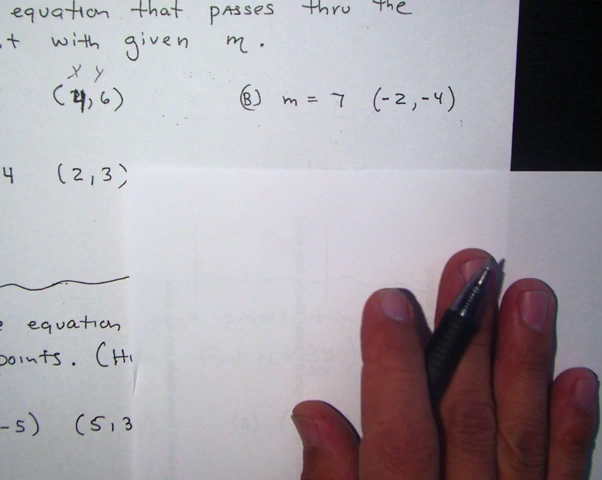 equation that passes thru the
with given m.
x y
(4,6) (B) m = 7 (-2,-4)
4 (2,3)
equation
points. (Hi
-5) (5,3